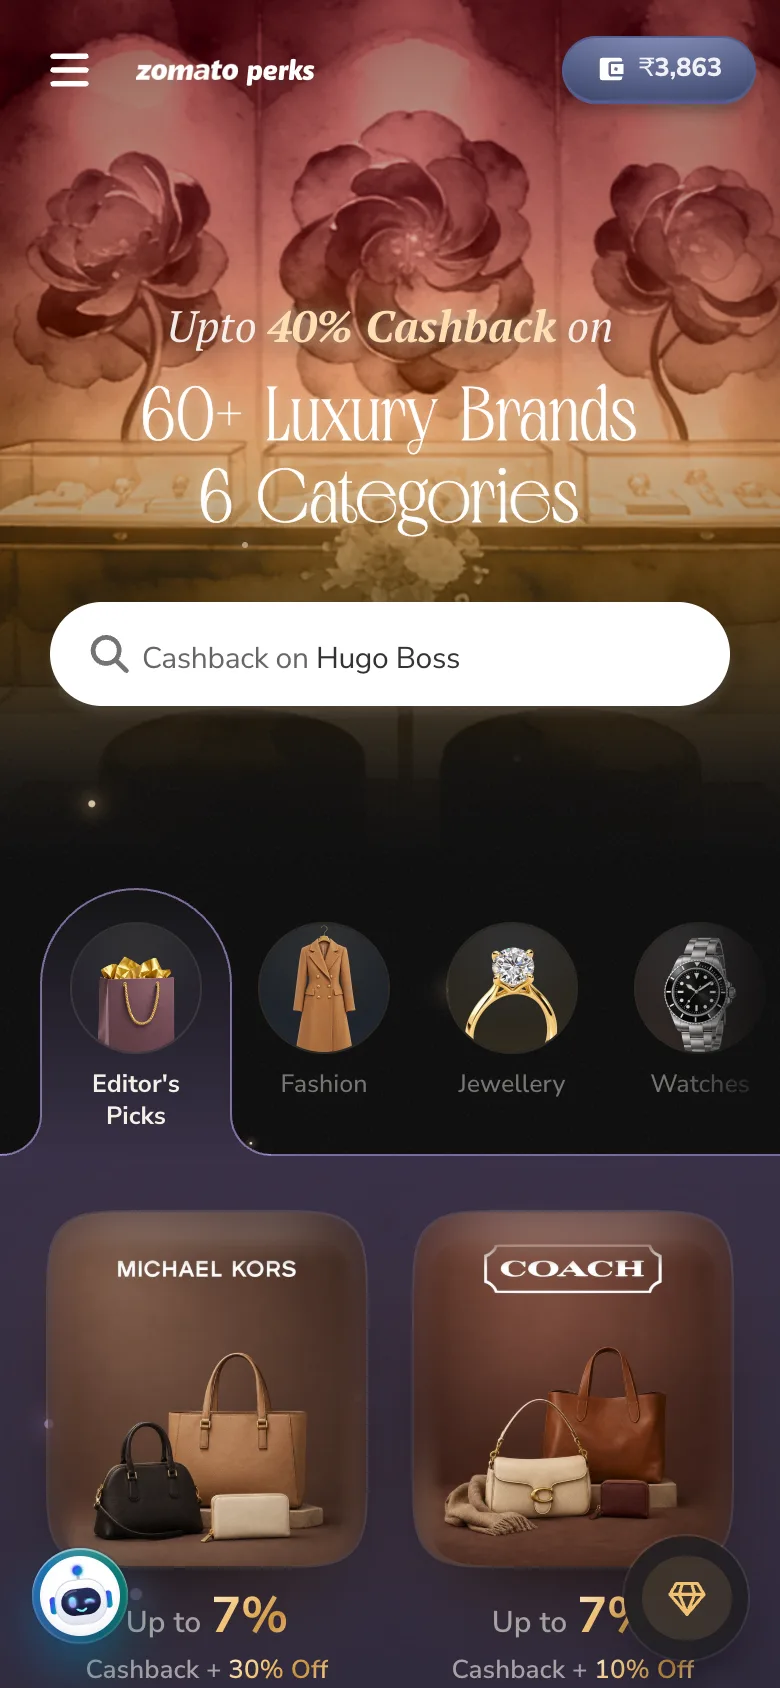 zomato perks
₹3,863
Upto 40% Cashback on
60+ Luxury Brands
6 Categories
Cashback on Hugo Boss
Editor's
Picks
Fashion
Jewellery
Watches
MICHAEL KORS
COACH
Up to 7%
Cashback + 30% Off
Up to 7%
Cashback + 10% Off